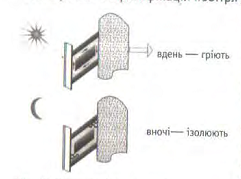 вдень — гріють
вночі— ізолюють